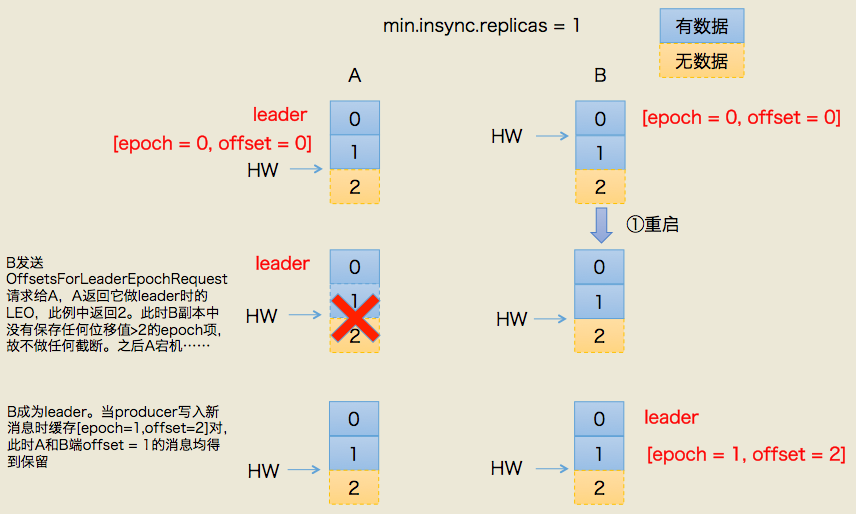 min.insync.replicas = 1
有数据
无数据
A
B
leader
[epoch = 0, offset = 0]
HW
0
1
2
HW
0
1
2
[epoch = 0, offset = 0]
①重启
B发送
OffsetsForLeaderEpochRequest
请求给A，A返回它做leader时的
LEO，此例中返回2。此时B副本中
没有保存任何位移值>2的epoch项，
故不做任何截断。之后A宕机……
leader
HW
0
1
2
HW
0
1
2
B成为leader。当producer写入新
消息时缓存[epoch=1,offset=2]对，
此时A和B端offset = 1的消息均得
到保留
HW
0
1
2
HW
0
1
2
leader
[epoch = 1, offset = 2]